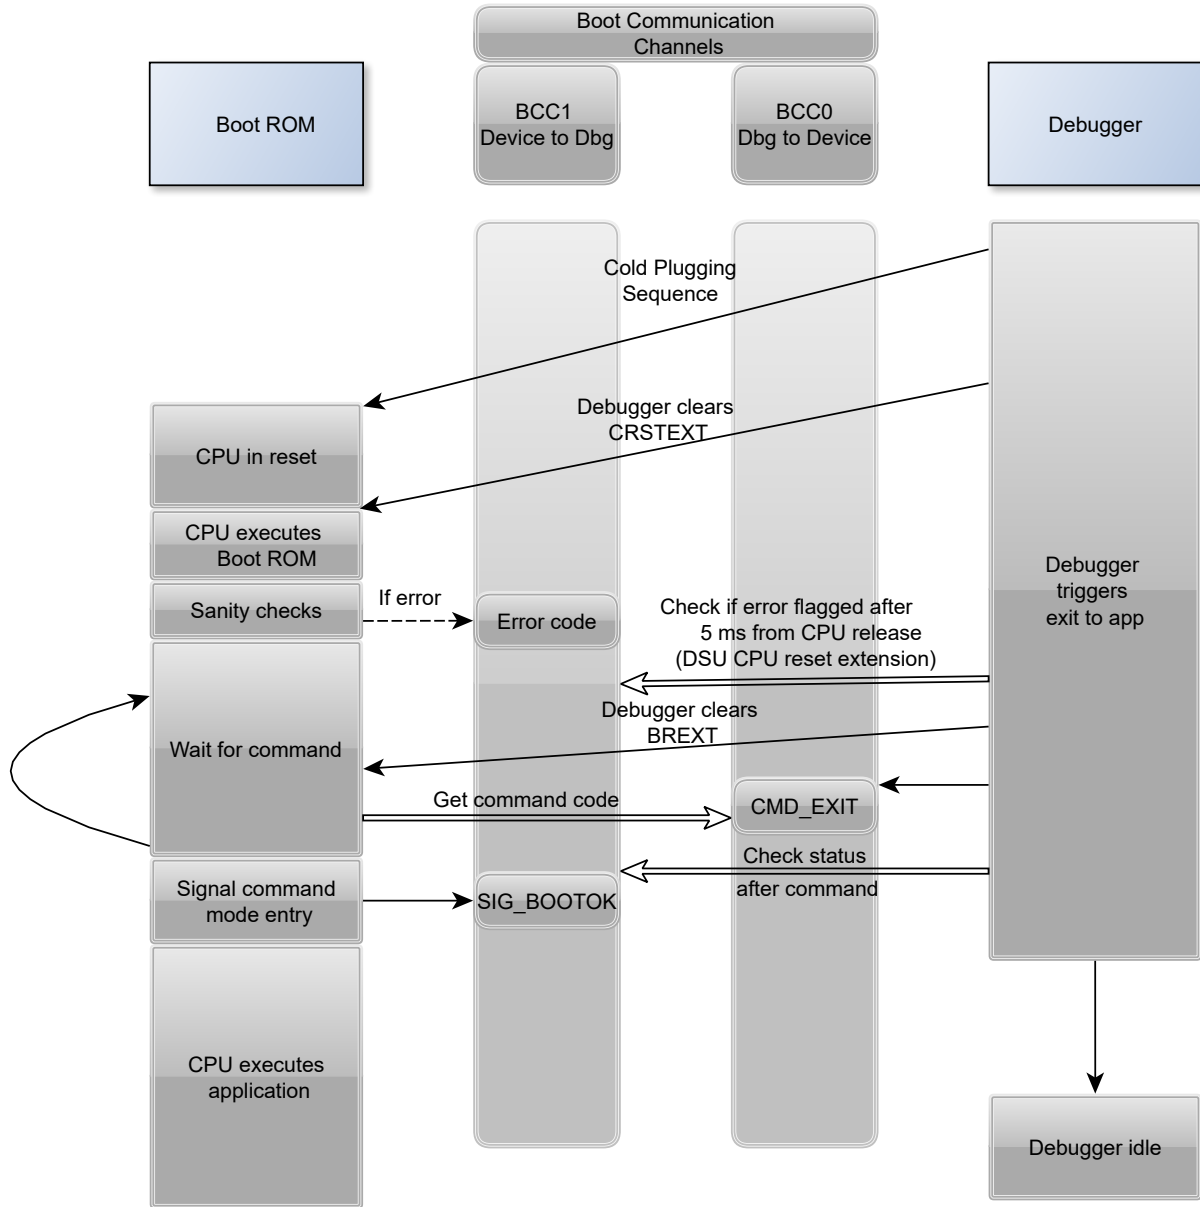 Boot Communication
Channels
Boot ROM
BCC1
Device to Dbg
BCC0
Dbg to Device
Debugger
Cold Plugging
Sequence
Debugger clears
CRSTEXT
CPU in reset
CPU executes
Boot ROM
Sanity checks
If error
Error code
Check if error flagged after
5 ms from CPU release
(DSU CPU reset extension)
Debugger
triggers
exit to app
Debugger clears
BREXT
Wait for command
Get command code
CMD_EXIT
Check status
after command
Signal command
mode entry
SIG_BOOTOK
CPU executes
application
Debugger idle